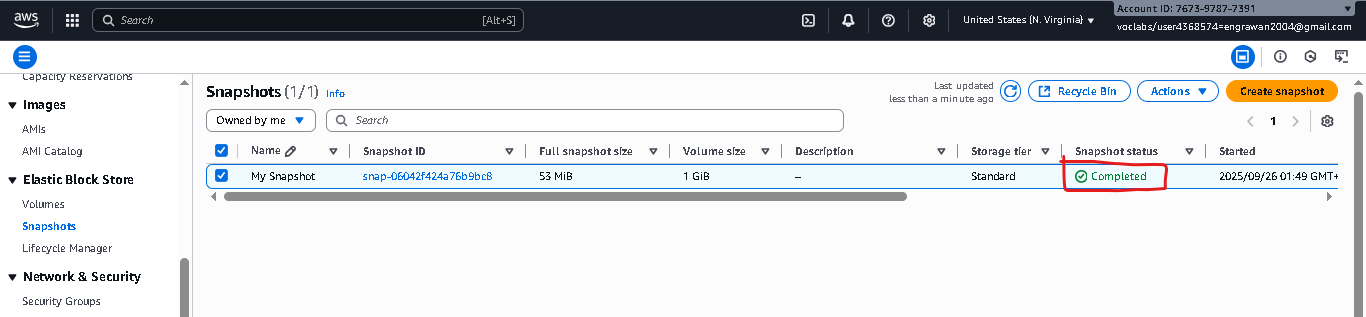 aws
Search [Alt+S]
United States (N. Virginia)
Account ID: 7673-9787-7391
voclabs/user4368574=engrawan2004@gmail.com
Capacity Reservations
Images
AMIs
AMI Catalog
Elastic Block Store
Volumes
Snapshots
Lifecycle Manager
Network & Security
Security Groups
Snapshots (1/1) Info
Last updated
less than a minute ago
Recycle Bin
Actions
Create snapshot
Owned by me
Search
1
Name Snapshot ID Full snapshot size Volume size Description Storage tier Snapshot status Started
My Snapshot snap-06042f424a76b9bc8 53 MiB 1 GiB – Standard Completed 2025/09/26 01:49 GMT+